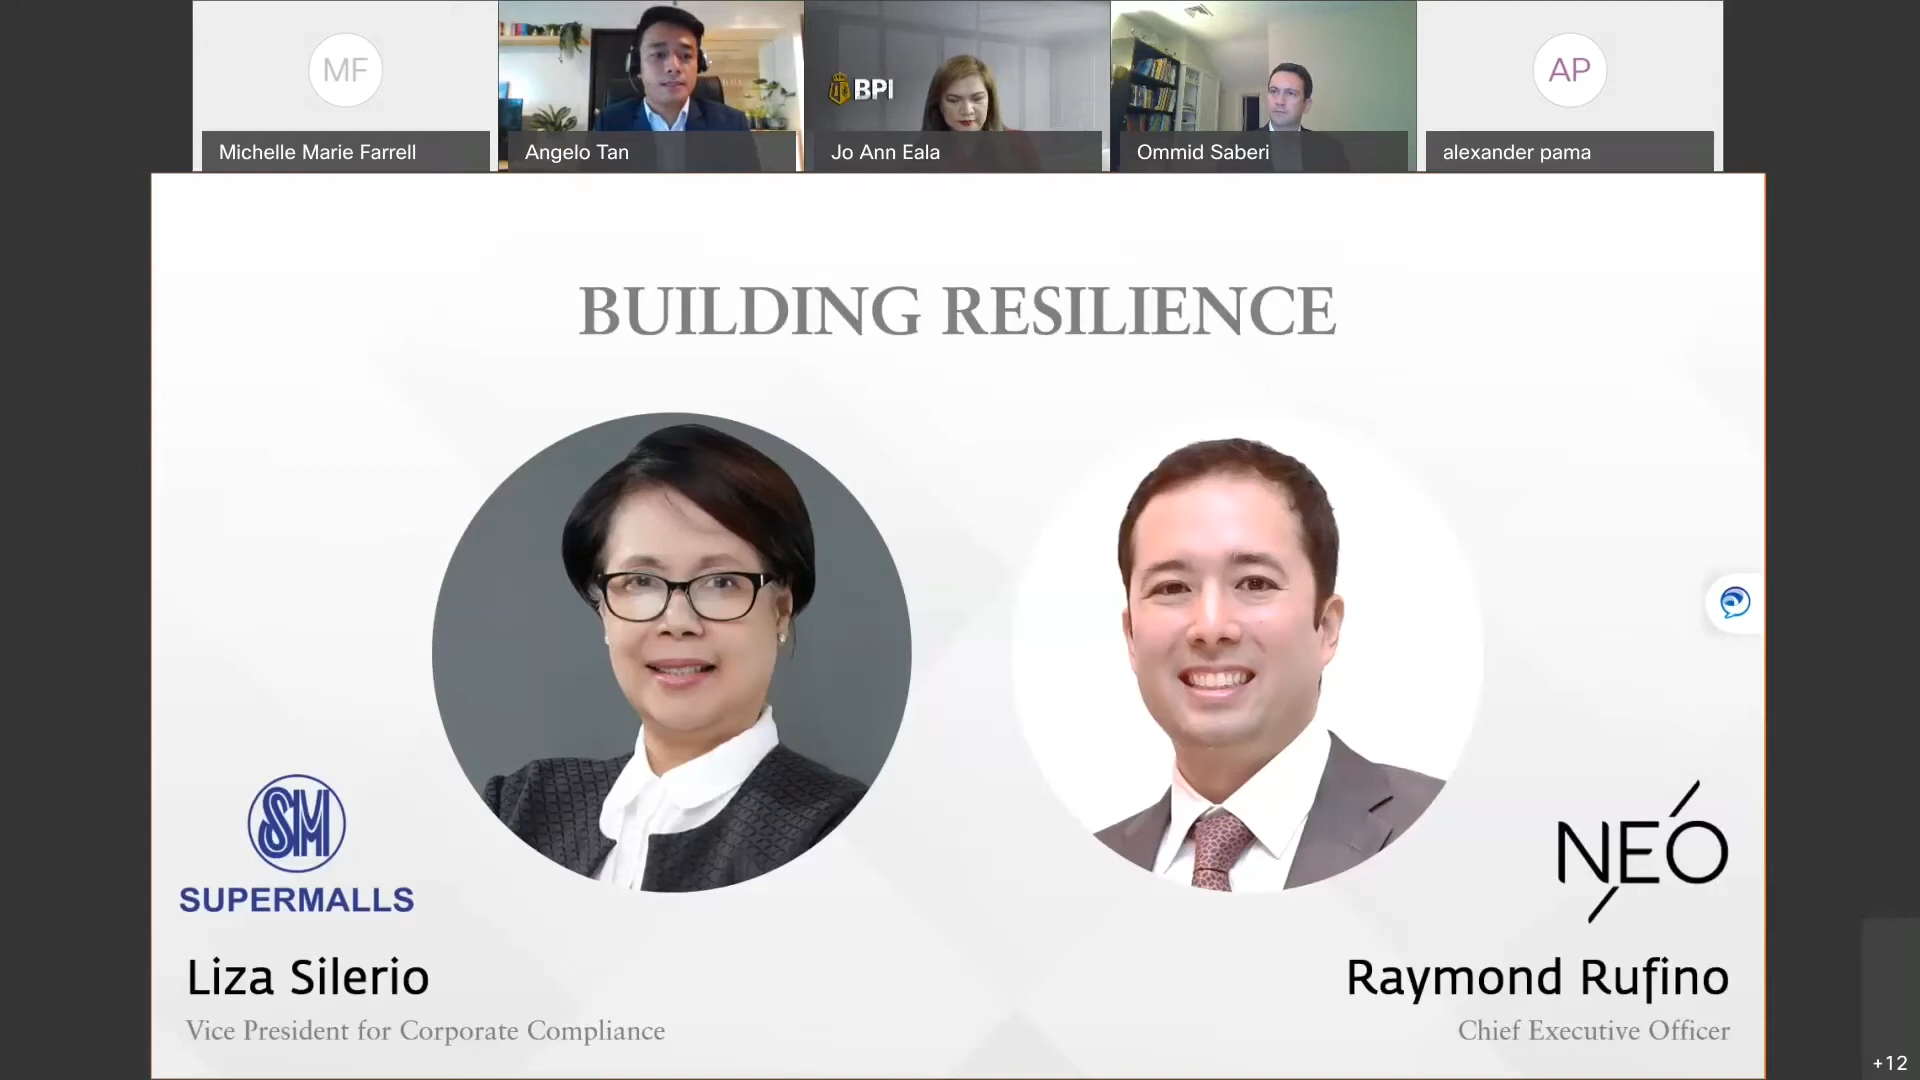 MF
AP
BPI
Michelle Marie Farrell
Angelo Tan
Jo Ann Eala
Ommid Saberi
alexander pama
BUILDING RESILIENCE
SM
SUPERMALLS
NEO
Liza Silerio
Raymond Rufino
Vice President for Corporate Compliance
Chief Executive Officer
+12